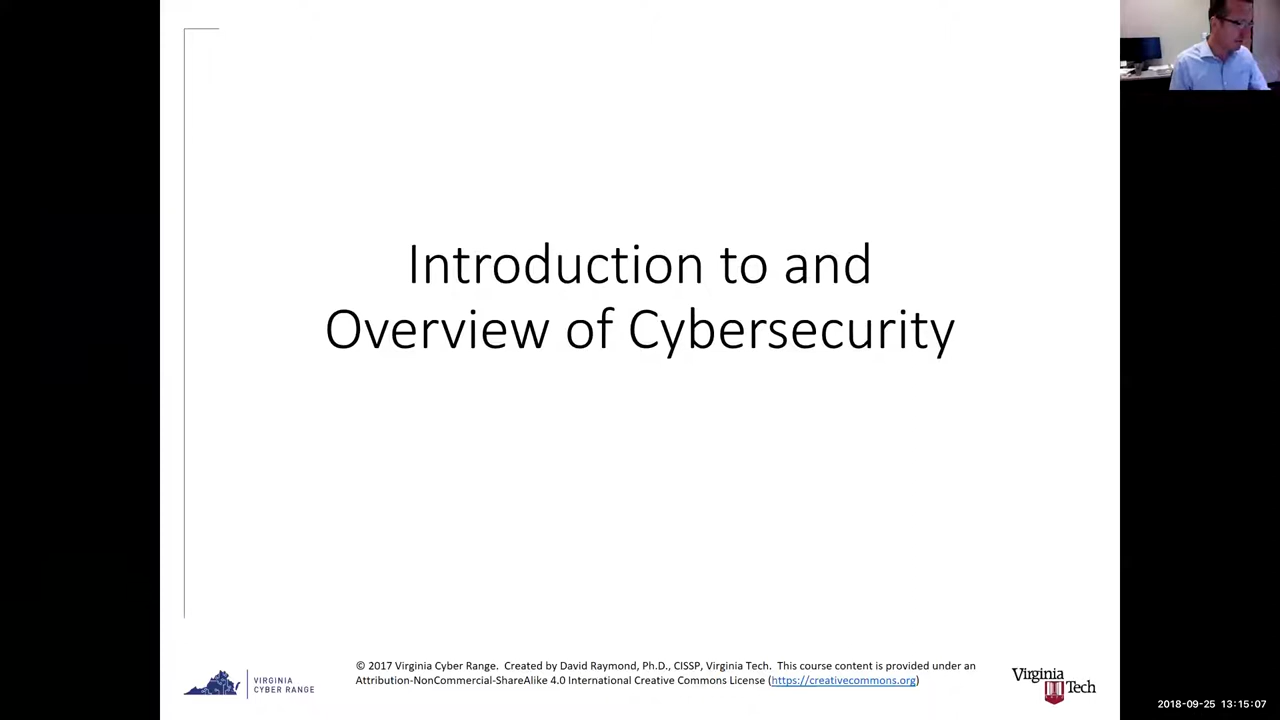 Introduction to and
Overview of Cybersecurity
VIRGINIA
CYBER RANGE
© 2017 Virginia Cyber Range. Created by David Raymond, Ph.D., CISSP, Virginia Tech. This course content is provided under an
Attribution-NonCommercial-ShareAlike 4.0 International Creative Commons License (https://creativecommons.org)
Virginia
Tech
2018-09-25 13:15:07